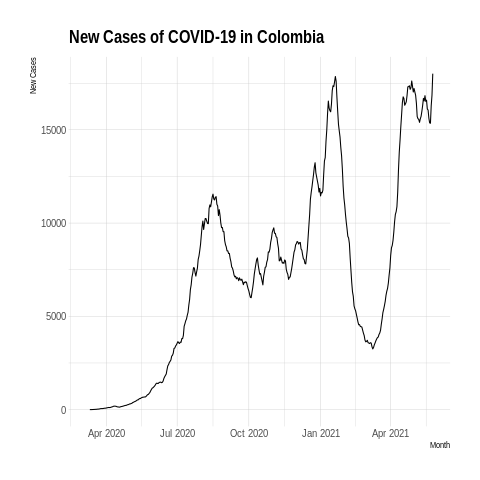 New Cases of COVID-19 in Colombia
New Cases
15000
10000
5000
0
Apr 2020 Jul 2020 Oct 2020 Jan 2021 Apr 2021
Month